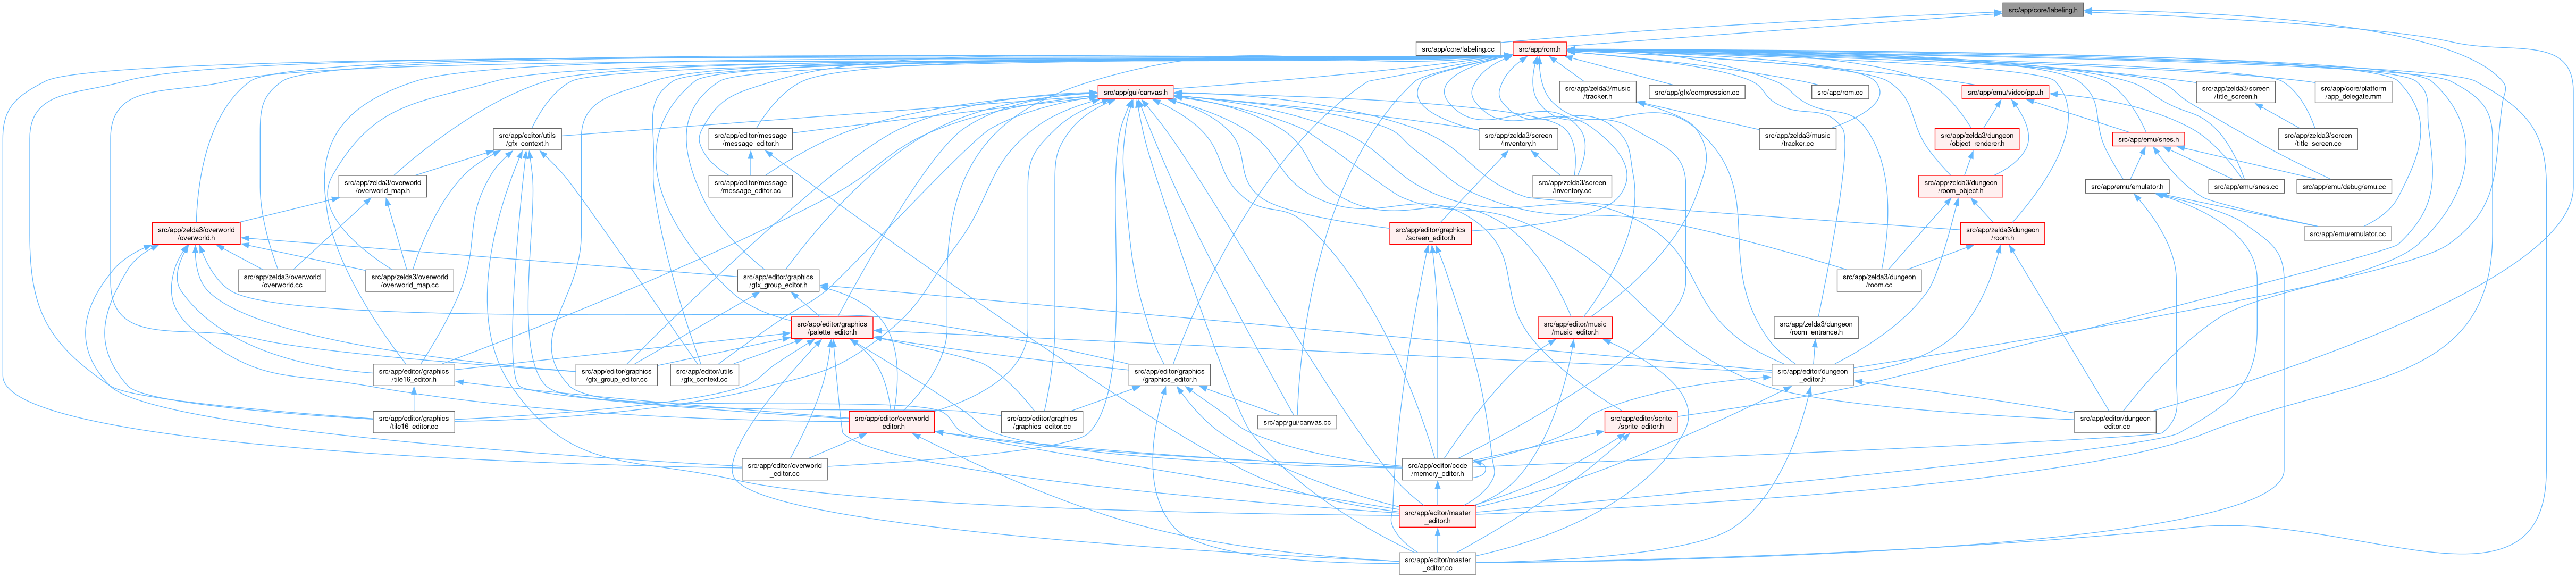 src/app/core/labeling.h
src/app/core/labeling.cc
src/app/rom.h
src/app/gui/canvas.h
src/app/zelda3/music
/tracker.h
src/app/gfx/compression.cc
src/app/rom.cc
src/app/emu/video/ppu.h
src/app/zelda3/screen
/title_screen.h
src/app/core/platform
/app_delegate.mm
src/app/editor/utils
/gfx_context.h
src/app/editor/message
/message_editor.h
src/app/zelda3/screen
/inventory.h
src/app/zelda3/music
/tracker.cc
src/app/zelda3/dungeon
/object_renderer.h
src/app/emu/snes.h
src/app/zelda3/screen
/title_screen.cc
src/app/zelda3/overworld
/overworld_map.h
src/app/editor/message
/message_editor.cc
src/app/zelda3/screen
/inventory.cc
src/app/zelda3/dungeon
/room_object.h
src/app/emu/emulator.h
src/app/emu/snes.cc
src/app/emu/debug/emu.cc
src/app/zelda3/overworld
/overworld.h
src/app/editor/graphics
/screen_editor.h
src/app/zelda3/dungeon
/room.h
src/app/emu/emulator.cc
src/app/zelda3/overworld
/overworld.cc
src/app/zelda3/overworld
/overworld_map.cc
src/app/editor/graphics
/gfx_group_editor.h
src/app/zelda3/dungeon
/room.cc
src/app/editor/graphics
/palette_editor.h
src/app/editor/music
/music_editor.h
src/app/zelda3/dungeon
/room_entrance.h
src/app/editor/graphics
/tile16_editor.h
src/app/editor/graphics
/gfx_group_editor.cc
src/app/editor/utils
/gfx_context.cc
src/app/editor/graphics
/graphics_editor.h
src/app/editor/dungeon
_editor.h
src/app/editor/graphics
/tile16_editor.cc
src/app/editor/overworld
_editor.h
src/app/editor/graphics
/graphics_editor.cc
src/app/gui/canvas.cc
src/app/editor/sprite
/sprite_editor.h
src/app/editor/dungeon
_editor.cc
src/app/editor/overworld
_editor.cc
src/app/editor/code
/memory_editor.h
src/app/editor/master
_editor.h
src/app/editor/master
_editor.cc